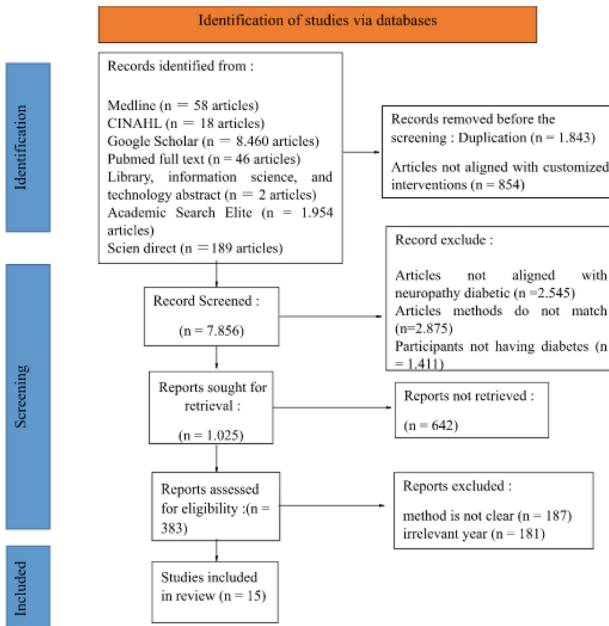 Identification of studies via databases
Identification
Records identified from :
Medline (n = 58 articles)
CINAHL (n = 18 articles)
Google Scholar (n = 8.460 articles)
Pubmed full text (n = 46 articles)
Library, information science, and
technology abstract (n = 2 articles)
Academic Search Elite (n = 1.954
articles)
Scien direct (n =189 articles)
Records removed before the
screening : Duplication (n = 1.843)
Articles not aligned with customized
interventions (n = 854)
Screening
Record Screened :
(n = 7.856)
Record exclude :
Articles not aligned with
neuropathy diabetic (n =2.545)
Articles methods do not match
(n=2.875)
Participants not having diabetes (n
= 1.411)
Reports sought for
retrieval :
(n = 1.025)
Reports not retrieved :
(n = 642)
Reports assessed
for eligibility :(n =
383)
Reports excluded :
method is not clear (n = 187)
irrelevant year (n = 181)
Included
Studies included
in review (n = 15)